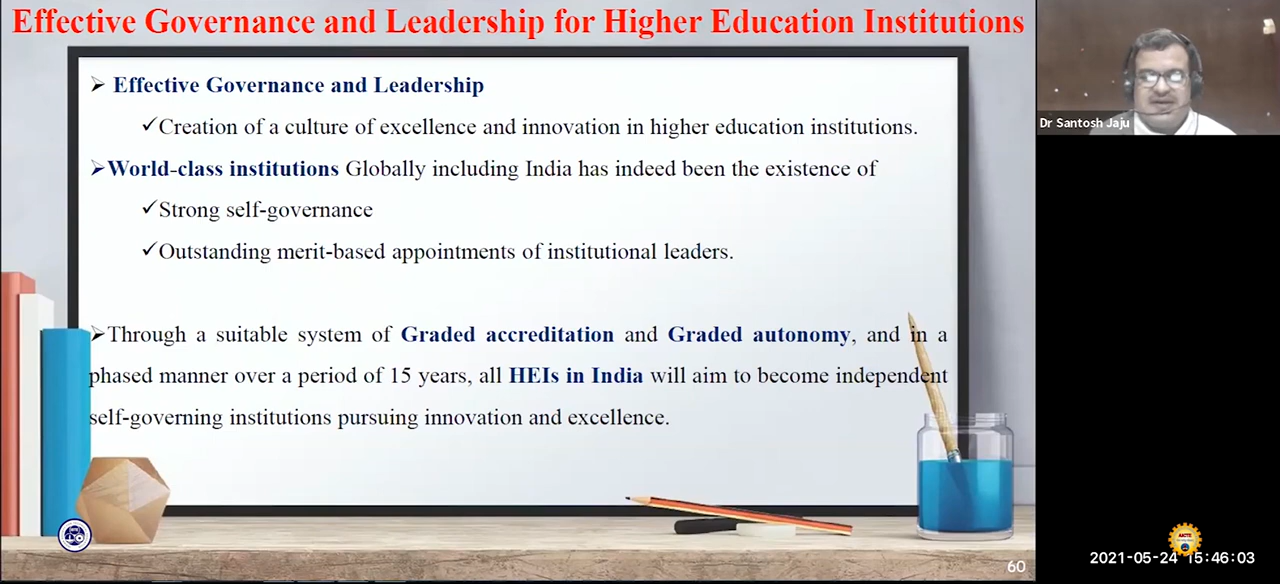 Effective Governance and Leadership for Higher Education Institutions
➢ Effective Governance and Leadership
✓Creation of a culture of excellence and innovation in higher education institutions.
➢World-class institutions Globally including India has indeed been the existence of
✓Strong self-governance
✓Outstanding merit-based appointments of institutional leaders.
➢Through a suitable system of Graded accreditation and Graded autonomy, and in a
phased manner over a period of 15 years, all HEIs in India will aim to become independent
self-governing institutions pursuing innovation and excellence.
60
Dr Santosh Jaju
AICTE
2021-05-24 15:46:03